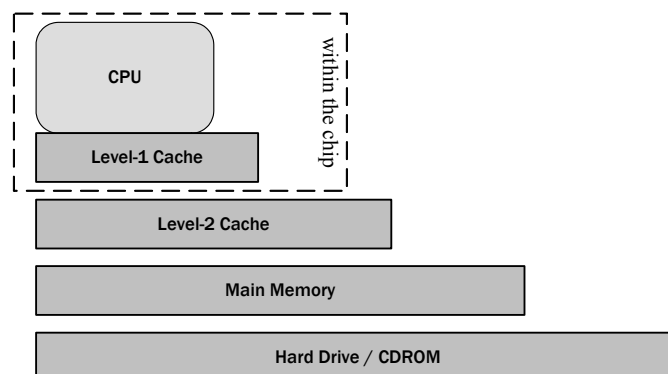 CPU
within the chip
Level-1 Cache
Level-2 Cache
Main Memory
Hard Drive / CDROM